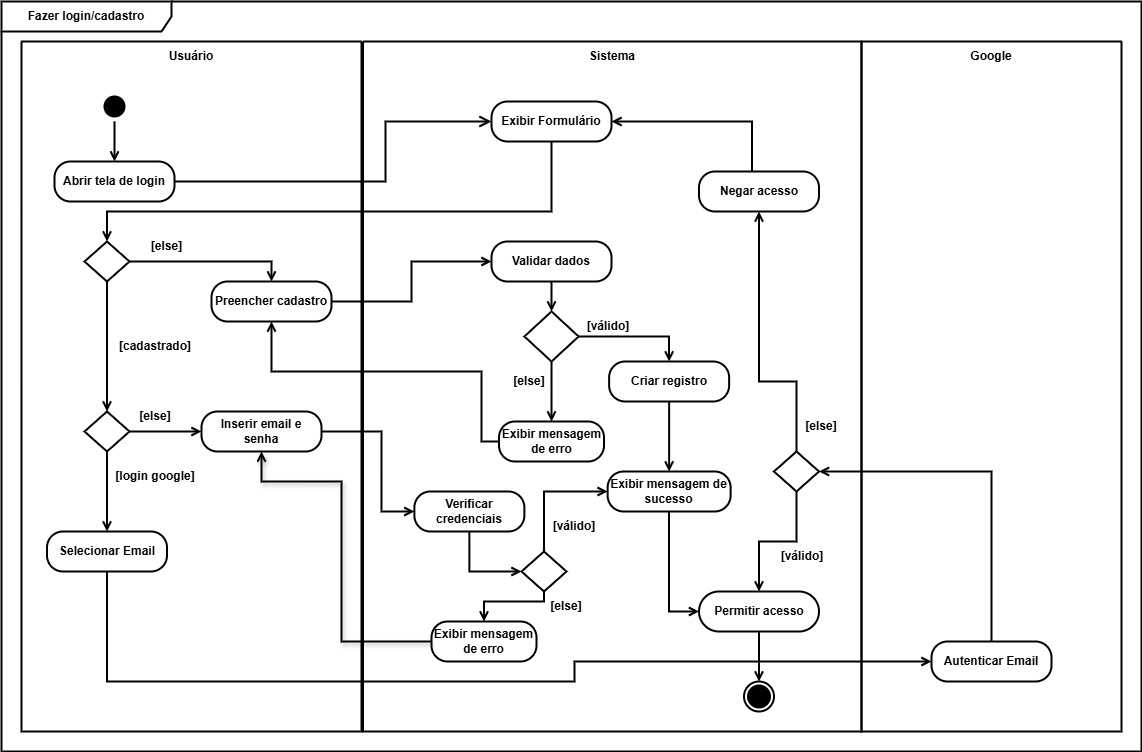 Fazer login/cadastro
Usuário
Sistema
Google
Exibir Formulário
Abrir tela de login
Negar acesso
[else]
Validar dados
Preencher cadastro
[válido]
[cadastrado]
[else]
Criar registro
[else]
Inserir email e
senha
Exibir mensagem
de erro
[else]
[login google]
Exibir mensagem de
sucesso
Verificar
credenciais
[válido]
Selecionar Email
[válido]
[else]
Permitir acesso
Exibir mensagem
de erro
Autenticar Email